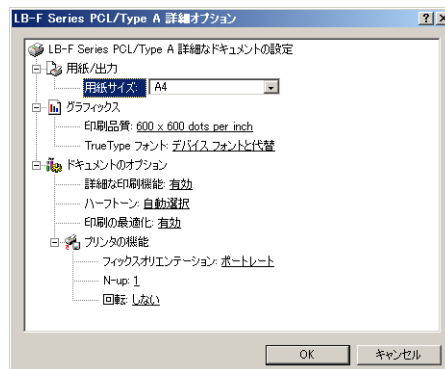 LB-F Series PCL/Type A 詳細オプション
LB-F Series PCL/Type A 詳細なドキュメントの設定
用紙/出力
用紙サイズ: A4
グラフィックス
印刷品質: 600 x 600 dots per inch
TrueType フォント: デバイス フォントと代替
ドキュメントのオプション
詳細な印刷機能: 有効
ハーフトーン: 自動選択
印刷の最適化: 有効
プリンタの機能
フィックスオリエンテーション: ポートレート
N-up: 1
回転: しない
OK キャンセル